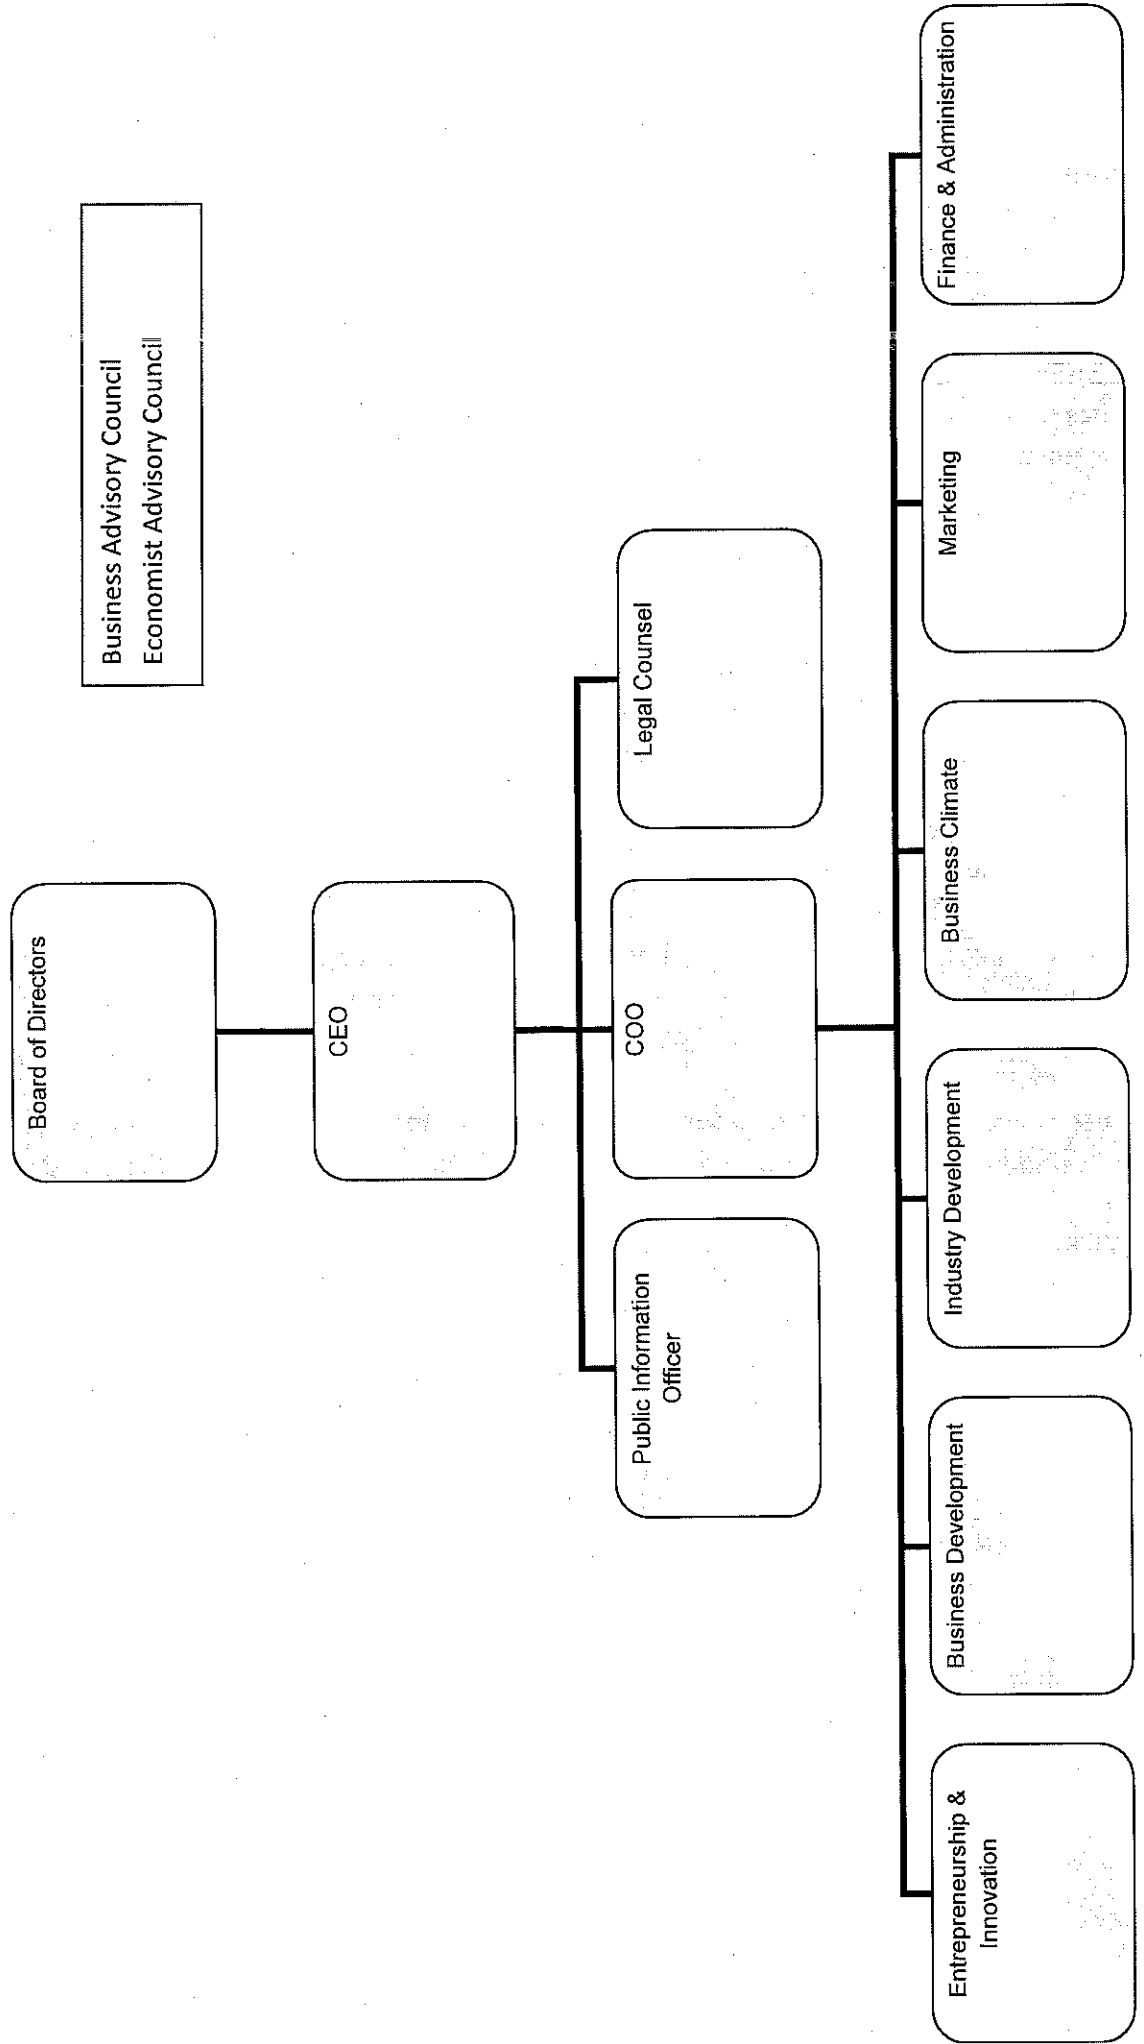 Board of Directors
Business Advisory Council
Economist Advisory Council
CEO
Public Information
Officer
COO
Legal Counsel
Entrepreneurship &
Innovation
Business Development
Industry Development
Business Climate
Marketing
Finance & Administration